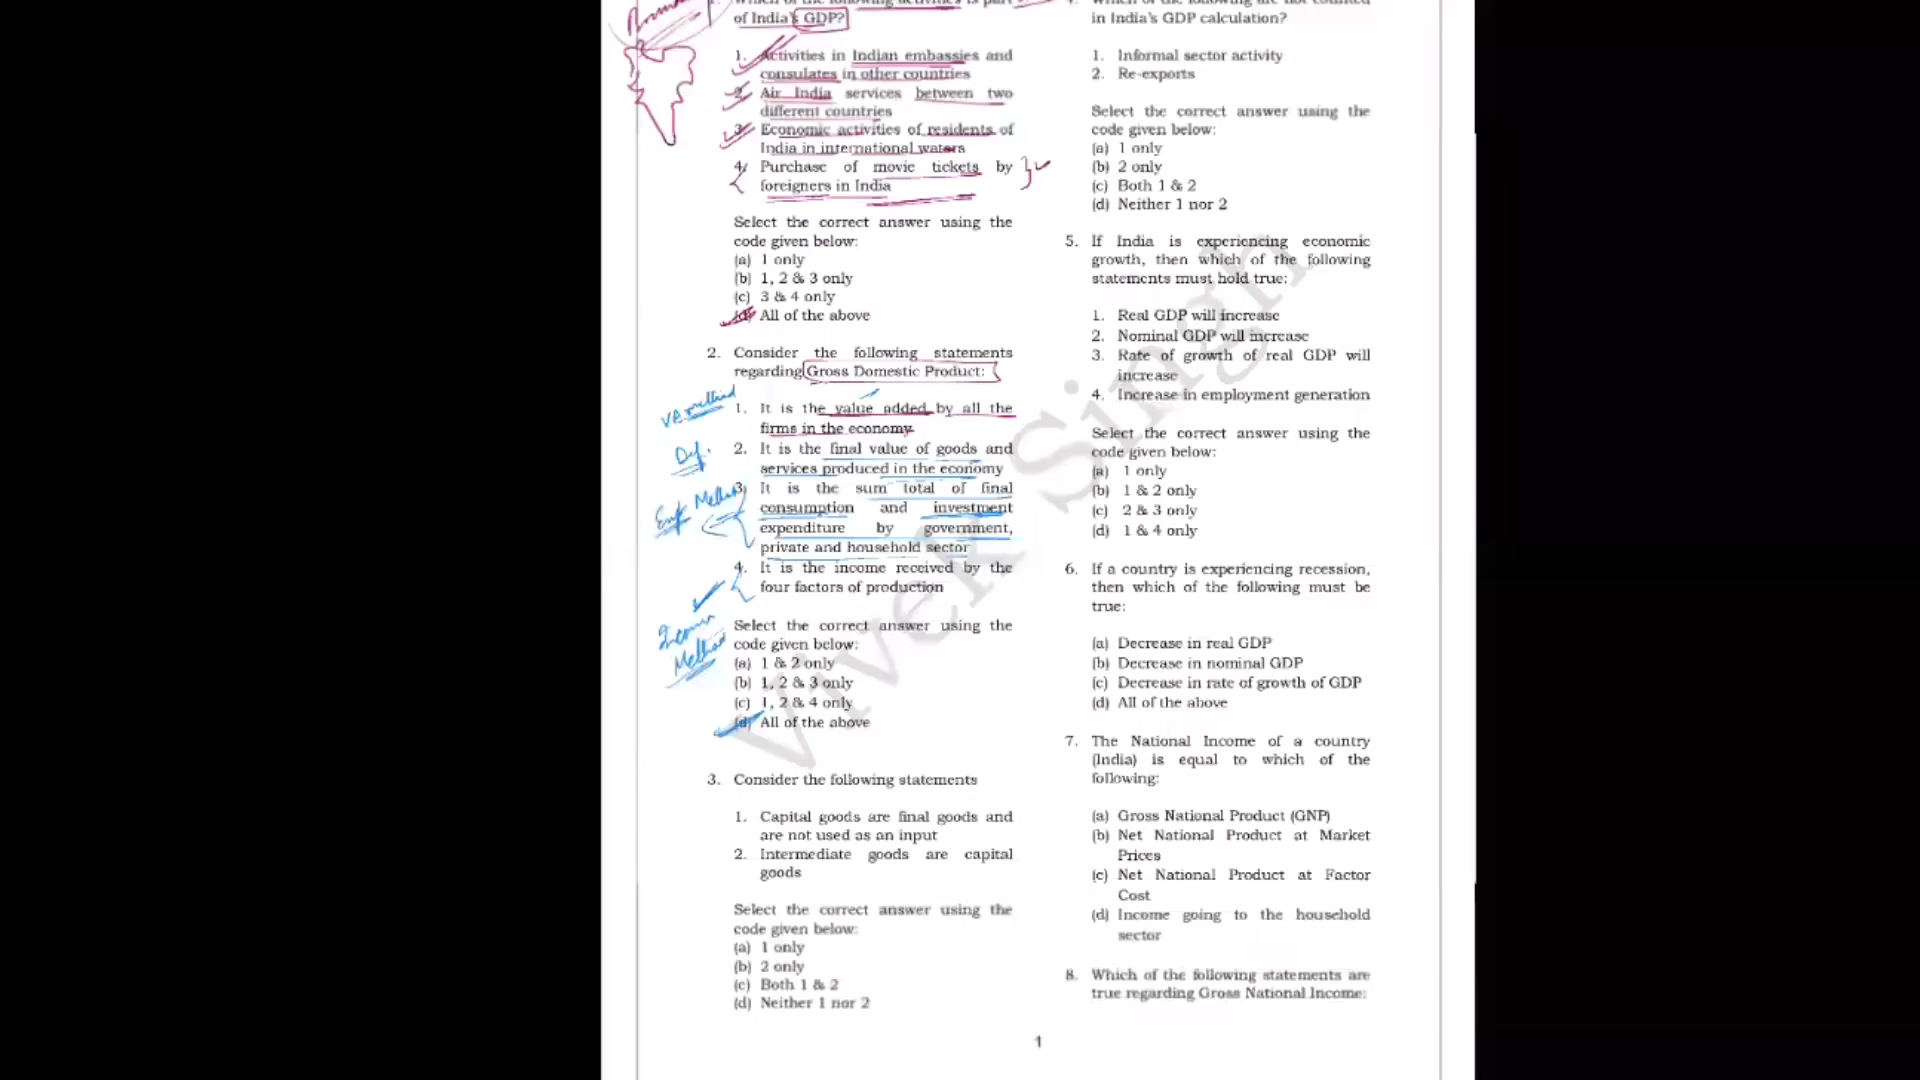 of India's GDP?
1. Activities in Indian embassies and
consulates in other countries
2. Air India services between two
different countries
3. Economic activities of residents of
India in international waters
4. Purchase of movie tickets by
foreigners in India
Select the correct answer using the
code given below:
(a) 1 only
(b) 1, 2 & 3 only
(c) 3 & 4 only
(d) All of the above
2. Consider the following statements
regarding Gross Domestic Product:
VA method
1. It is the value added by all the
firms in the economy
Def.
2. It is the final value of goods and
services produced in the economy
Exp Method
3. It is the sum total of final
consumption and investment
expenditure by government,
private and household sector
4. It is the income received by the
four factors of production
Income
Method
Select the correct answer using the
code given below:
(a) 1 & 2 only
(b) 1, 2 & 3 only
(c) 1, 2 & 4 only
(d) All of the above
3. Consider the following statements
1. Capital goods are final goods and
are not used as an input
2. Intermediate goods are capital
goods
Select the correct answer using the
code given below:
(a) 1 only
(b) 2 only
(c) Both 1 & 2
(d) Neither 1 nor 2
in India's GDP calculation?
1. Informal sector activity
2. Re-exports
Select the correct answer using the
code given below:
(a) 1 only
(b) 2 only
(c) Both 1 & 2
(d) Neither 1 nor 2
5. If India is experiencing economic
growth, then which of the following
statements must hold true:
1. Real GDP will increase
2. Nominal GDP will increase
3. Rate of growth of real GDP will
increase
4. Increase in employment generation
Select the correct answer using the
code given below:
(a) 1 only
(b) 1 & 2 only
(c) 2 & 3 only
(d) 1 & 4 only
6. If a country is experiencing recession,
then which of the following must be
true:
(a) Decrease in real GDP
(b) Decrease in nominal GDP
(c) Decrease in rate of growth of GDP
(d) All of the above
7. The National Income of a country
(India) is equal to which of the
following:
(a) Gross National Product (GNP)
(b) Net National Product at Market
Prices
(c) Net National Product at Factor
Cost
(d) Income going to the household
sector
8. Which of the following statements are
true regarding Gross National Income:
Vivek Singh
1